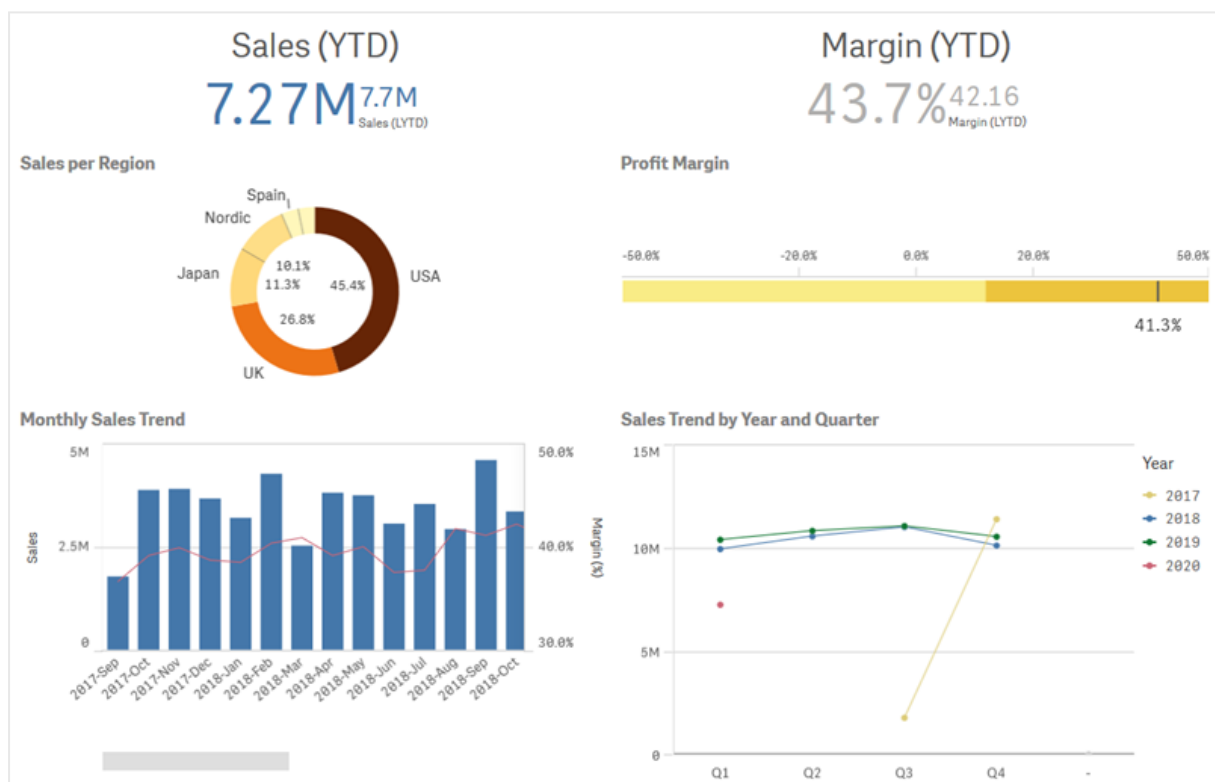 Sales (YTD)
7.27M 7.7M
Sales (LYTD)
Margin (YTD)
43.7% 42.16
Margin (LYTD)
Sales per Region
Spain
Nordic
Japan
USA
UK
10.1%
11.3%
45.4%
26.8%
Profit Margin
-50.0% -20.0% 0.0% 20.0% 50.0%
41.3%
Monthly Sales Trend
5M
2.5M
0
Sales
50.0%
40.0%
30.0%
Margin (%)
2017-Sep
2017-Oct
2017-Nov
2017-Dec
2018-Jan
2018-Feb
2018-Mar
2018-Apr
2018-May
2018-Jun
2018-Jul
2018-Aug
2018-Sep
2018-Oct
Sales Trend by Year and Quarter
15M
10M
5M
0
Q1 Q2 Q3 Q4 -
Year
2017
2018
2019
2020